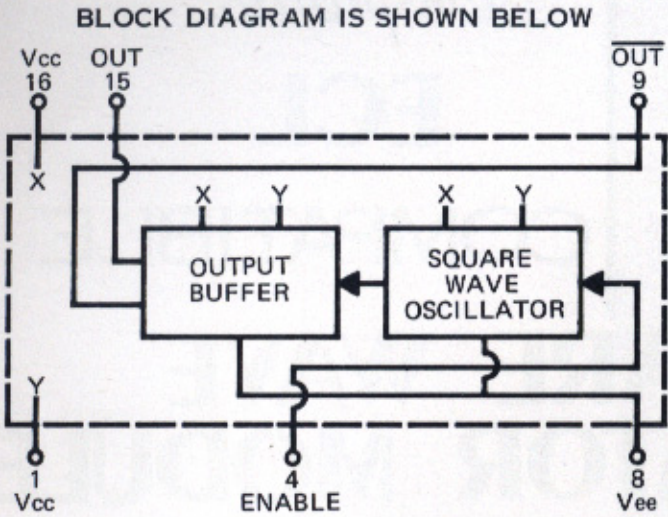 BLOCK DIAGRAM IS SHOWN BELOW
Vcc OUT OUT
16 15 9
X
X Y X Y
OUTPUT
BUFFER
SQUARE
WAVE
OSCILLATOR
Y
1 4 8
Vcc ENABLE Vee